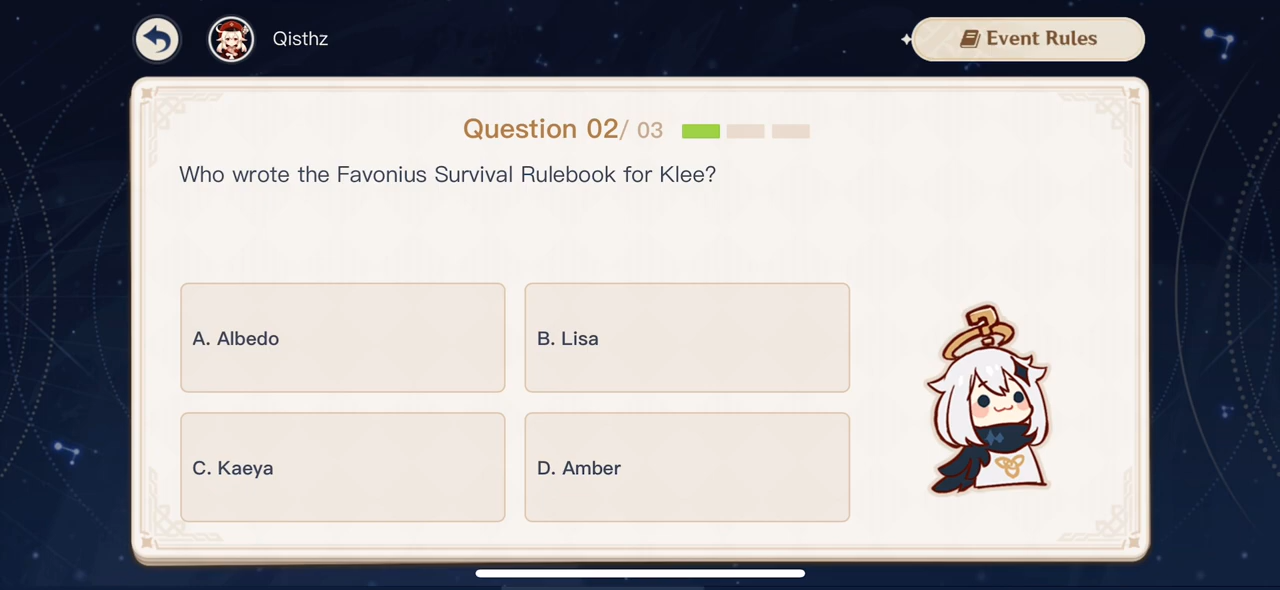 Qisthz
Event Rules
Question 02/ 03
Who wrote the Favonius Survival Rulebook for Klee?
A. Albedo
B. Lisa
C. Kaeya
D. Amber